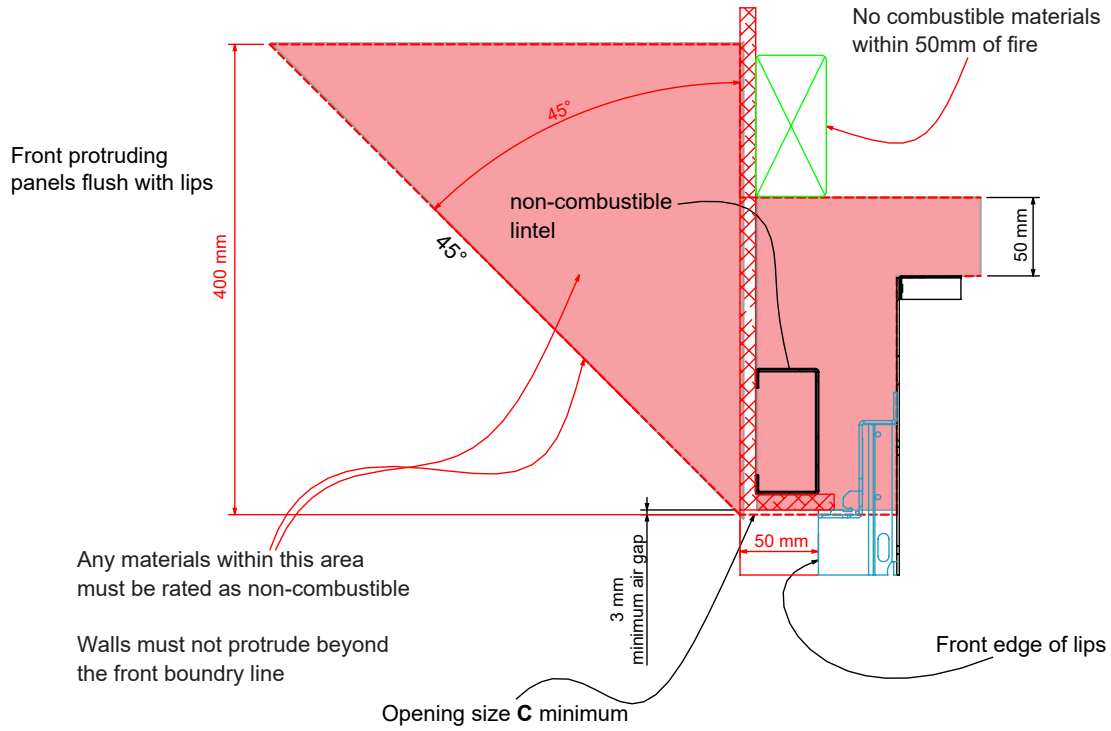 No combustible materials
within 50mm of fire
45°
Front protruding
panels flush with lips
non-combustible
lintel
45°
400 mm
50 mm
50 mm
3 mm
minimum air gap
Any materials within this area
must be rated as non-combustible
Walls must not protrude beyond
the front boundry line
Front edge of lips
Opening size C minimum